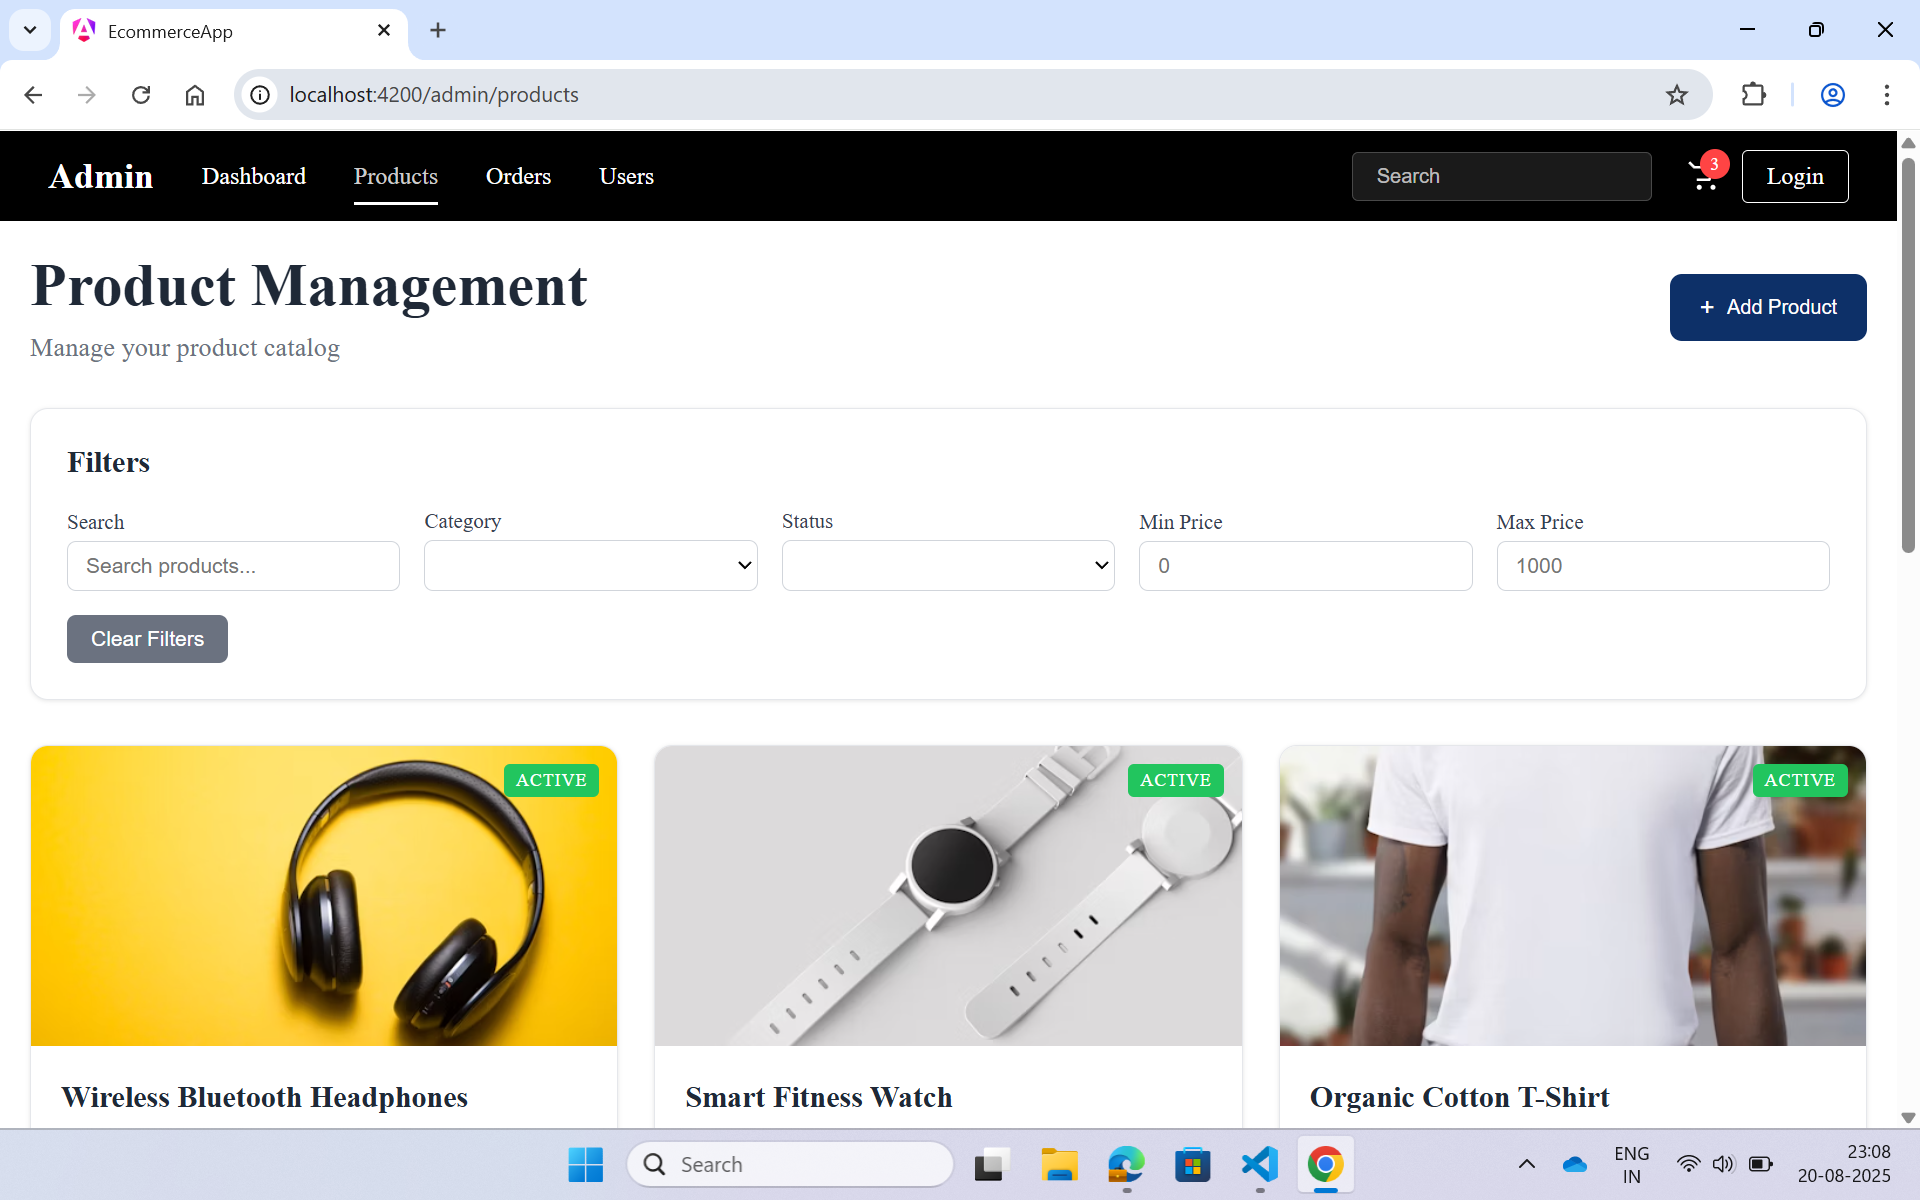 EcommerceApp
localhost:4200/admin/products
Admin Dashboard Products Orders Users Search 3 Login
Product Management
+ Add Product
Manage your product catalog
Filters
Search Category Status Min Price Max Price
Search products... 0 1000
Clear Filters
ACTIVE ACTIVE ACTIVE
Wireless Bluetooth Headphones Smart Fitness Watch Organic Cotton T-Shirt
Search
ENG
IN
23:08
20-08-2025